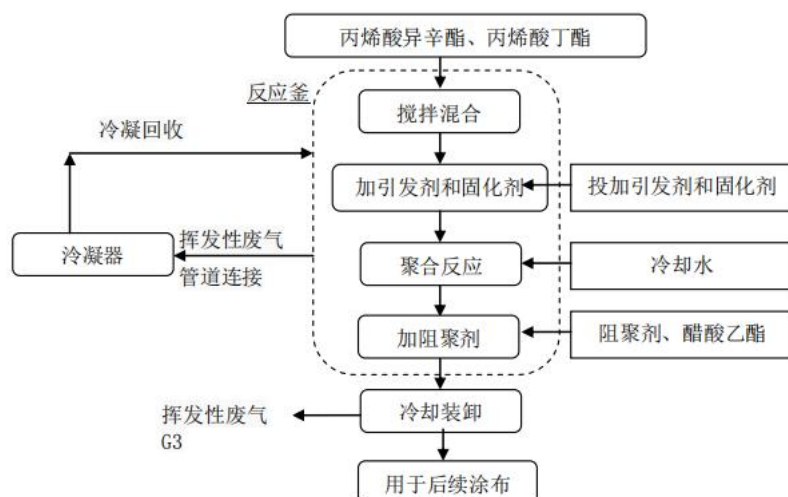 丙烯酸异辛酯、丙烯酸丁酯
反应釜
搅拌混合
冷凝回收
加引发剂和固化剂
投加引发剂和固化剂
挥发性废气
冷凝器
管道连接
聚合反应
冷却水
加阻聚剂
阻聚剂、醋酸乙酯
冷却装卸
挥发性废气
G3
用于后续涂布